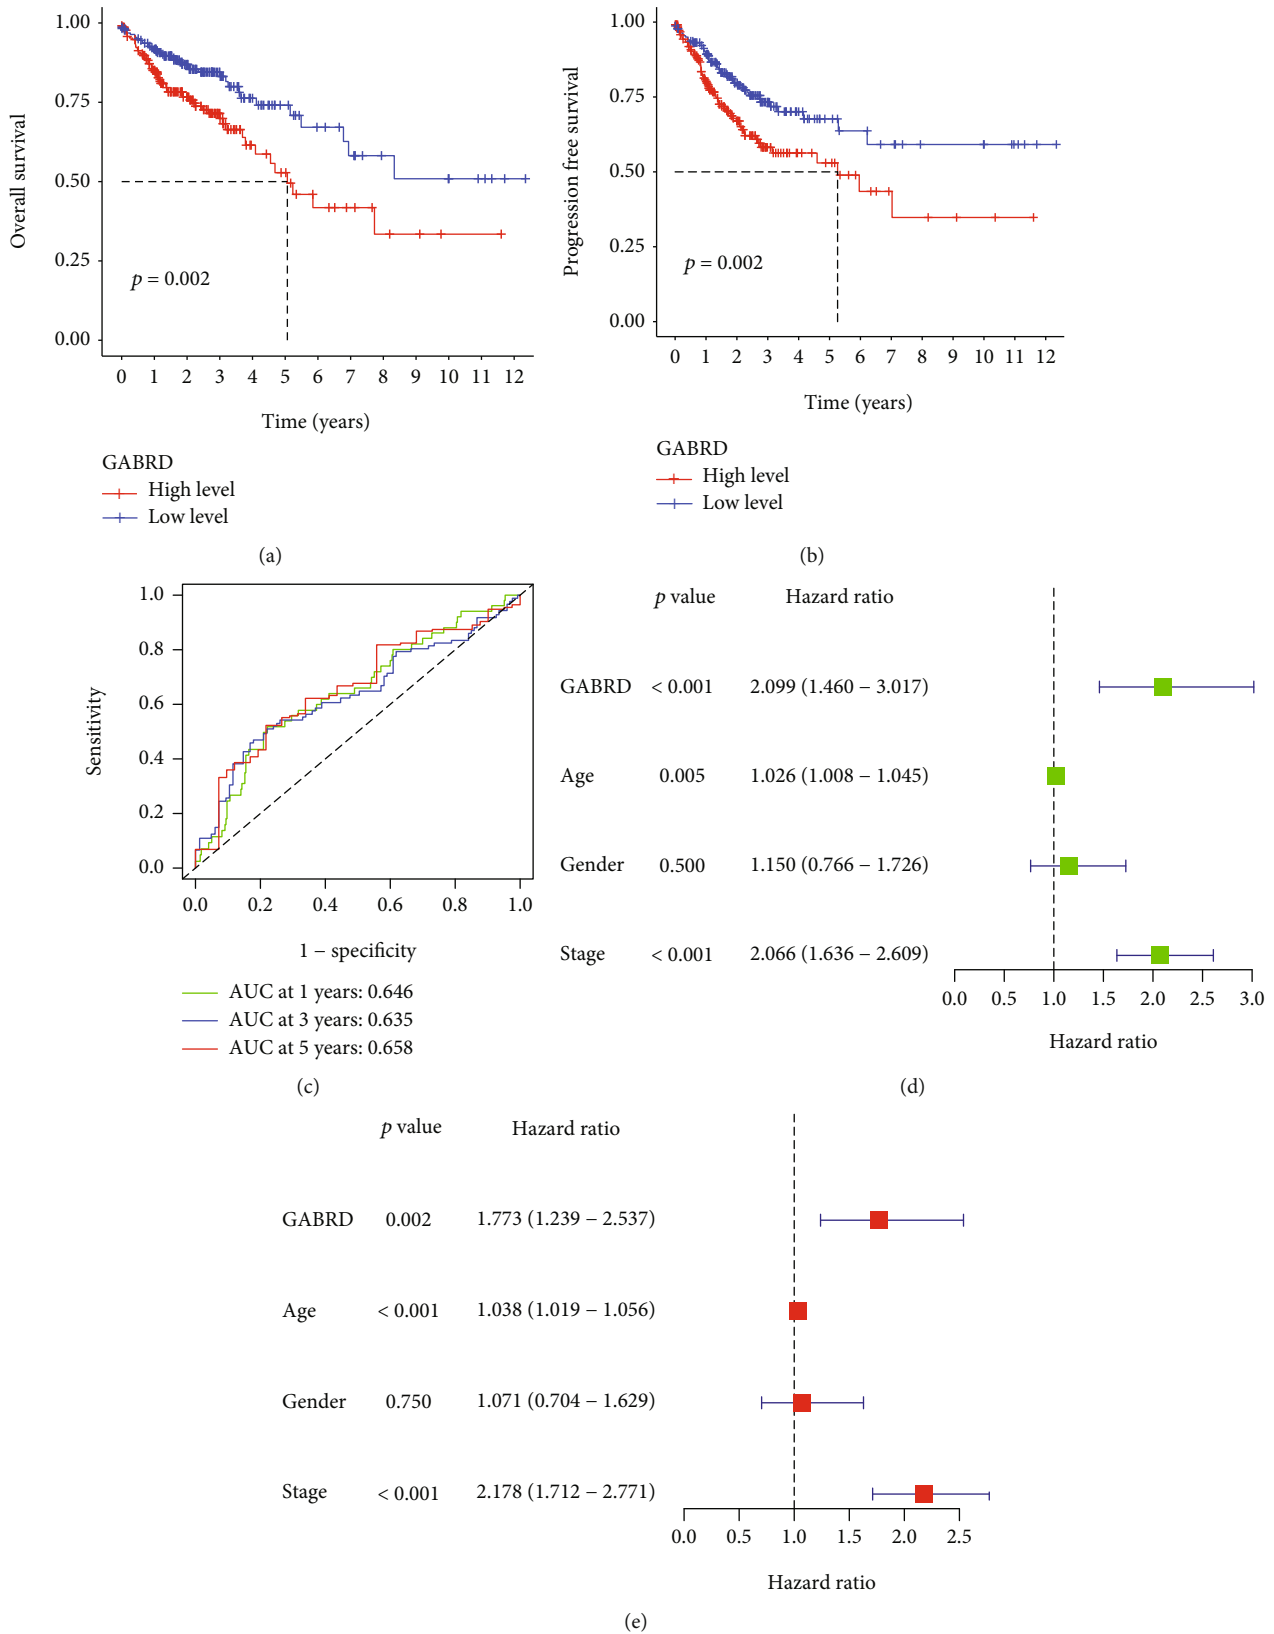 1.00
0.75
0.50
0.25
0.00
Overall survival
p = 0.002
0 1 2 3 4 5 6 7 8 9 10 11 12
Time (years)
GABRD
High level
Low level
(a)
1.00
0.75
0.50
0.25
0.00
Progression free survival
p = 0.002
0 1 2 3 4 5 6 7 8 9 10 11 12
Time (years)
GABRD
High level
Low level
(b)
1.0
0.8
0.6
0.4
0.2
0.0
Sensitivity
0.0 0.2 0.4 0.6 0.8 1.0
1 − specificity
AUC at 1 years: 0.646
AUC at 3 years: 0.635
AUC at 5 years: 0.658
(c)
p value Hazard ratio
GABRD < 0.001 2.099 (1.460 − 3.017)
Age 0.005 1.026 (1.008 − 1.045)
Gender 0.500 1.150 (0.766 − 1.726)
Stage < 0.001 2.066 (1.636 − 2.609)
0.0 0.5 1.0 1.5 2.0 2.5 3.0
Hazard ratio
(d)
p value Hazard ratio
GABRD 0.002 1.773 (1.239 − 2.537)
Age < 0.001 1.038 (1.019 − 1.056)
Gender 0.750 1.071 (0.704 − 1.629)
Stage < 0.001 2.178 (1.712 − 2.771)
0.0 0.5 1.0 1.5 2.0 2.5
Hazard ratio
(e)